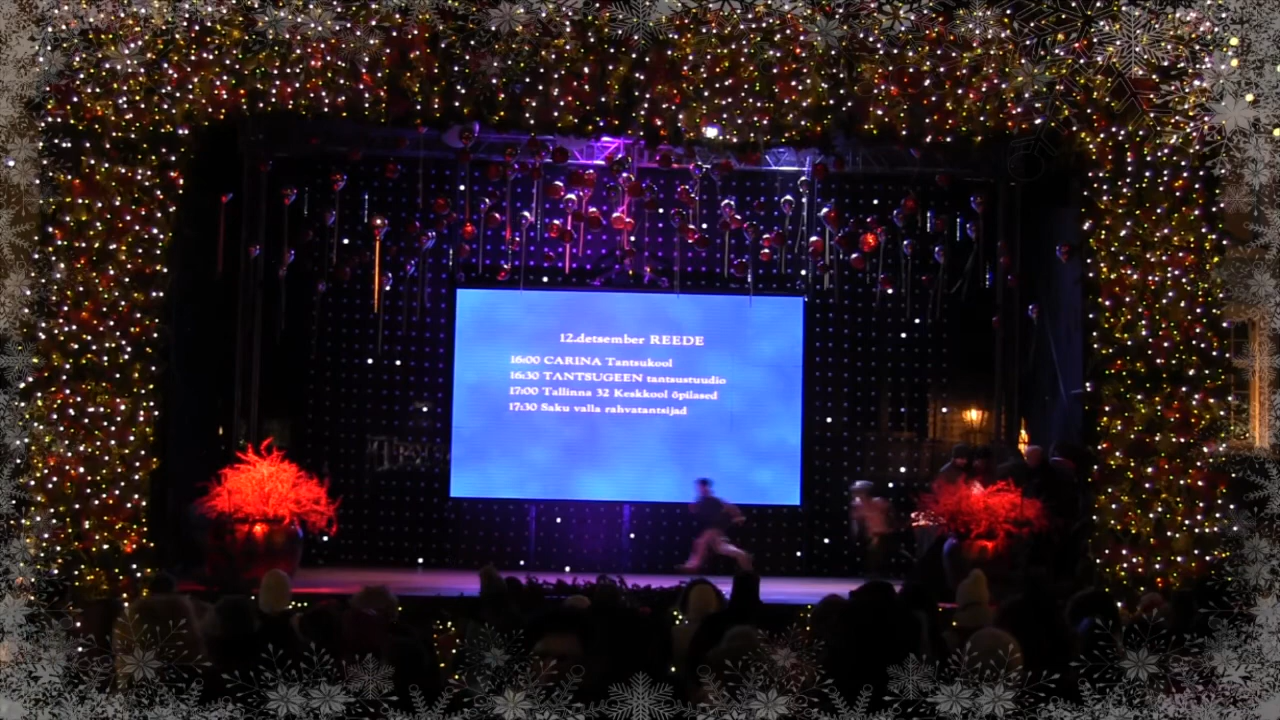 12.detsember REEDE
16:00 CARINA Tantsukool
16:30 TANTSUGEEN tantsustuudio
17:00 Tallinna 32 Keskkool õpilased
17:30 Saku valla rahvatantsijad